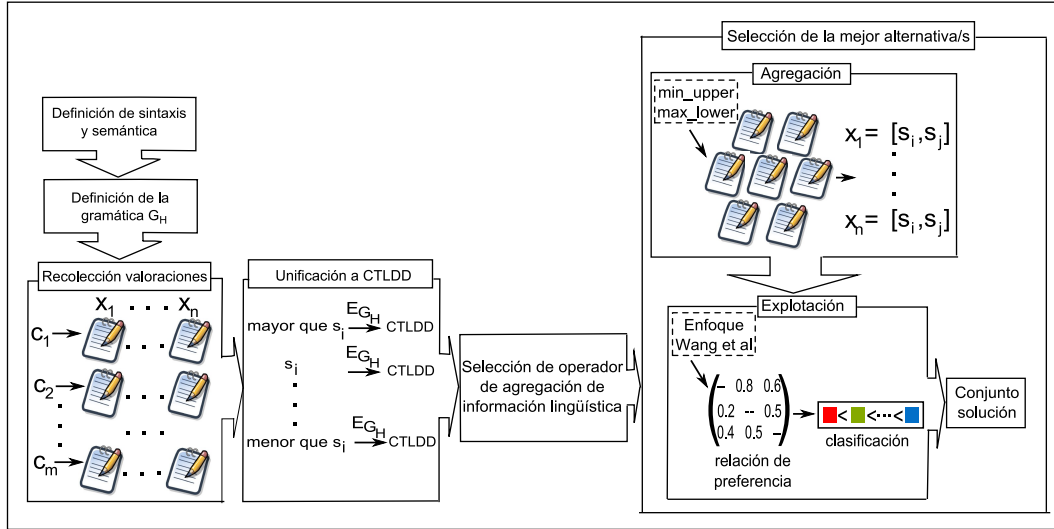 Definición de sintaxis
y semántica
Definición de la
gramática G_H
Recolección valoraciones
x_1 . . . x_n
c_1
. . .
c_2
. . .
c_m
. . .
Unificación a CTLDD
mayor que s_i E_{G_H} CTLDD
s_i E_{G_H} CTLDD
menor que s_i E_{G_H} CTLDD
Selección de operador
de agregación de
información lingüística
Selección de la mejor alternativa/s
Agregación
min_upper
max_lower
x_1= [s_i,s_j]
x_n= [s_i,s_j]
Explotación
Enfoque
Wang et al
– 0.8 0.6
0.2 -- 0.5
0.4 0.5 –
relación de
preferencia
< < ... <
clasificación
Conjunto
solución